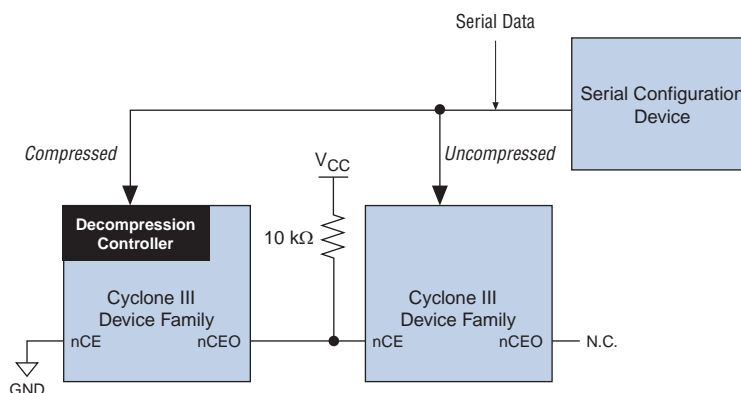 Serial Data
Serial Configuration
Device
Compressed
Uncompressed
VCC
Decompression
Controller
10 kΩ
Cyclone III
Device Family
Cyclone III
Device Family
nCE
nCEO
nCE
nCEO
N.C.
GND